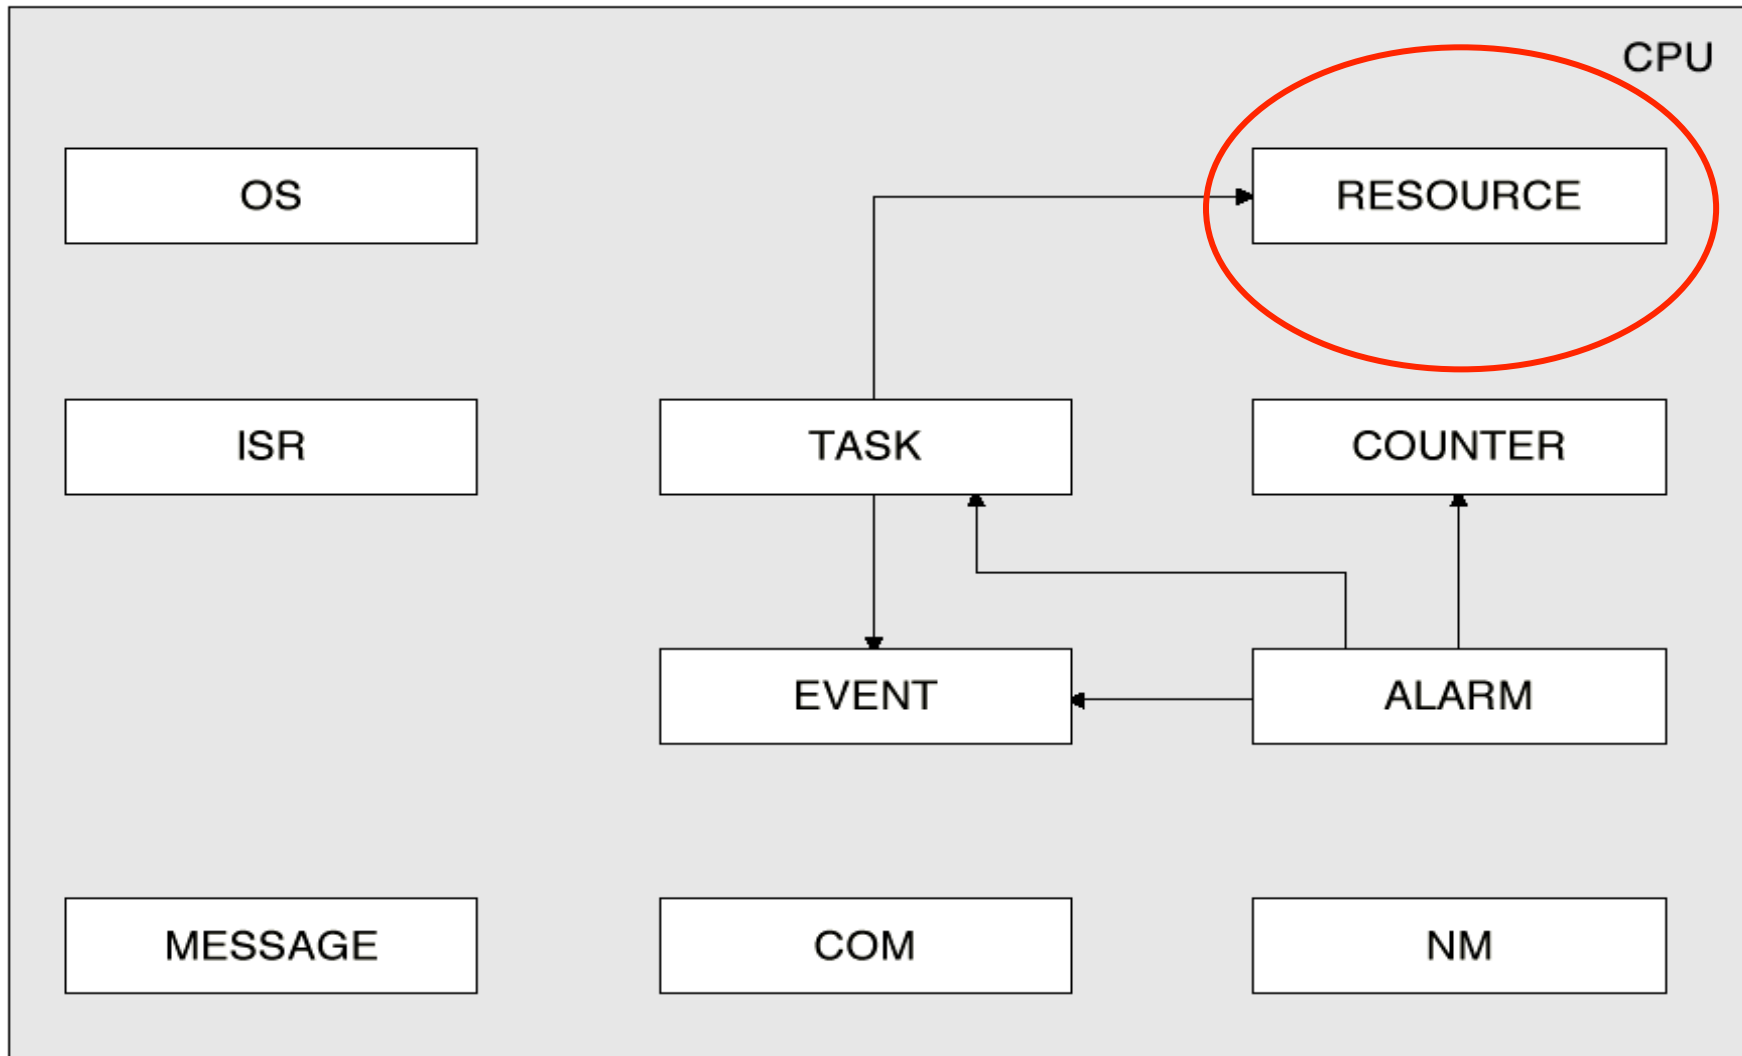 CPU
OS
RESOURCE
ISR
TASK
COUNTER
EVENT
ALARM
MESSAGE
COM
NM